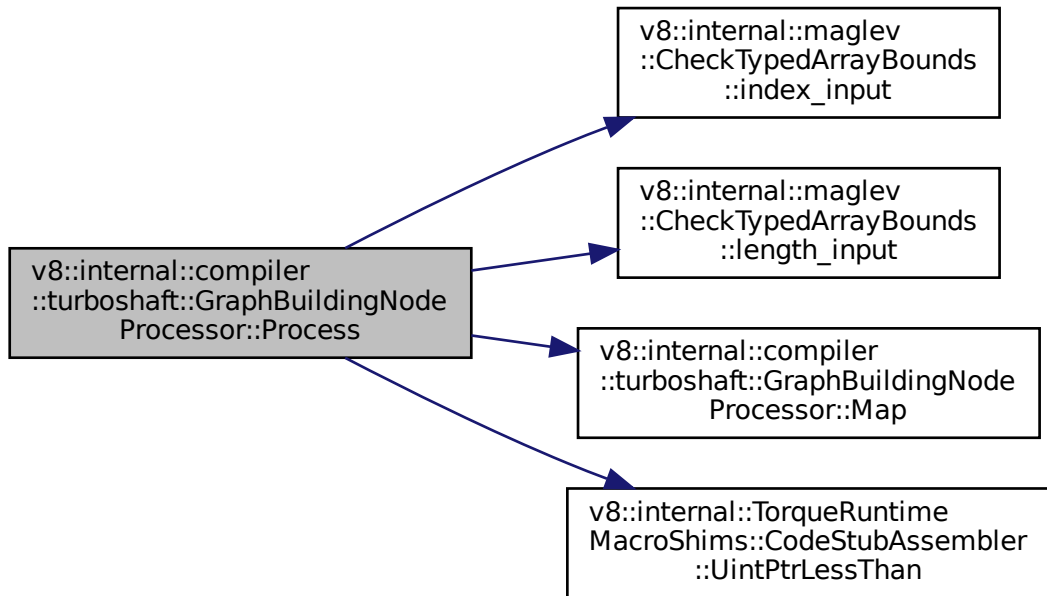 v8::internal::maglev
::CheckTypedArrayBounds
::index_input
v8::internal::maglev
::CheckTypedArrayBounds
::length_input
v8::internal::compiler
::turboshaft::GraphBuildingNode
Processor::Process
v8::internal::compiler
::turboshaft::GraphBuildingNode
Processor::Map
v8::internal::TorqueRuntime
MacroShims::CodeStubAssembler
::UintPtrLessThan